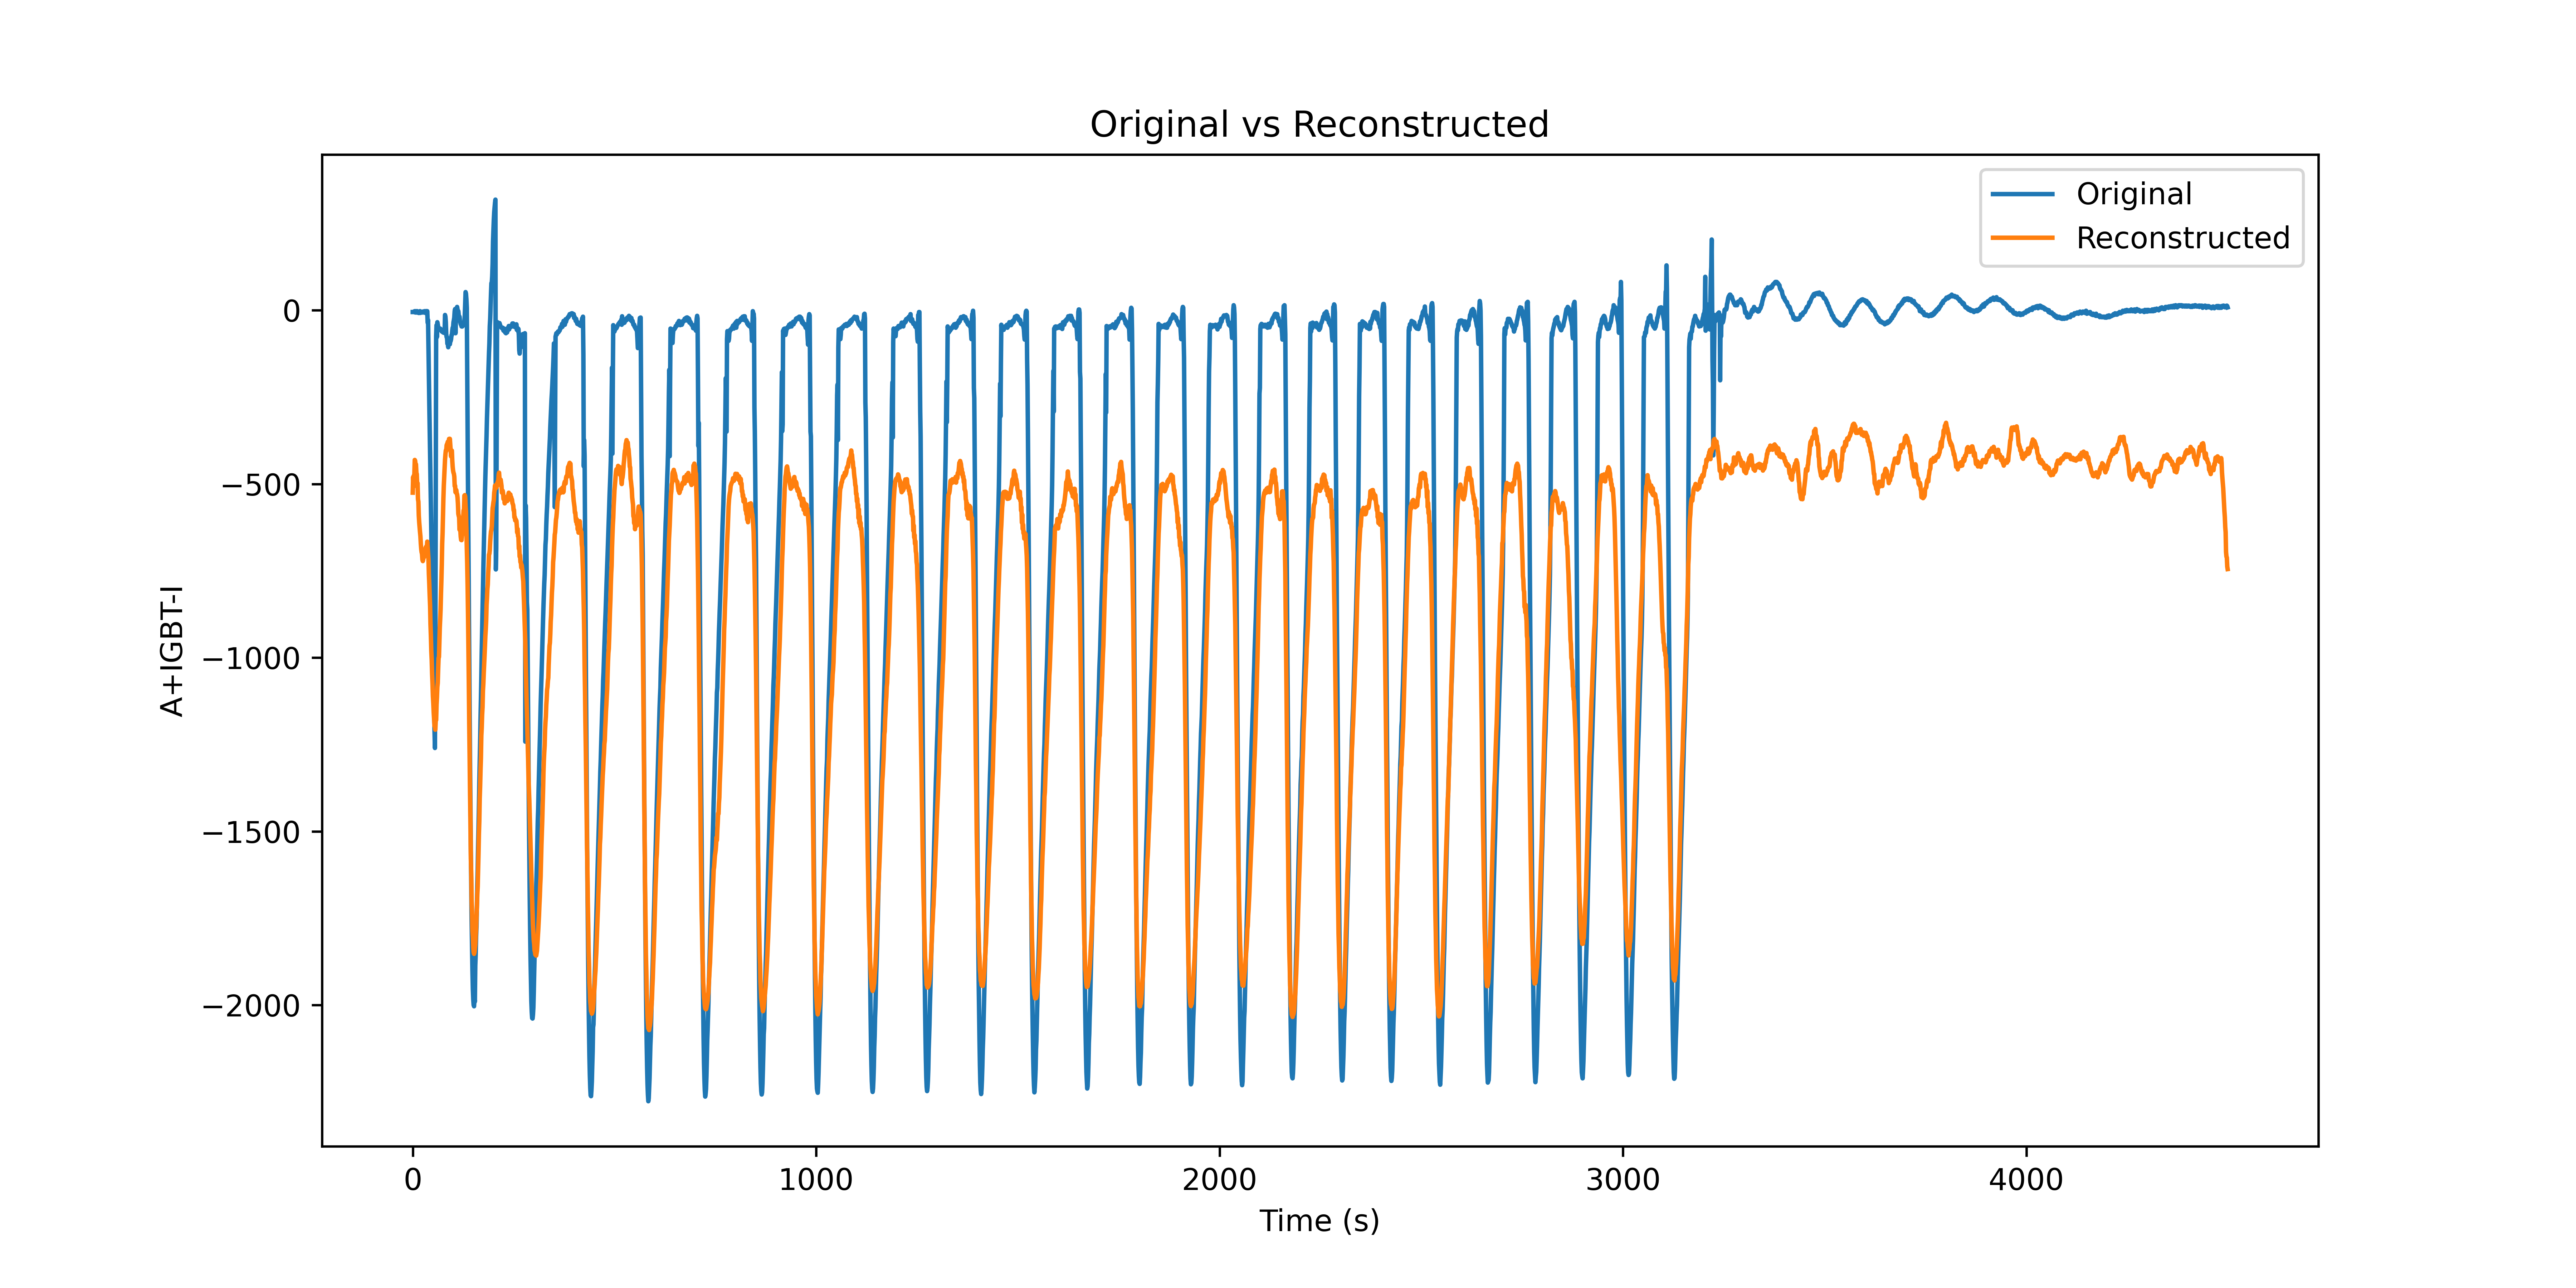 Original vs Reconstructed
Original
Reconstructed
A+IGBT-I
0
−500
−1000
−1500
−2000
0
1000
2000
3000
4000
Time (s)